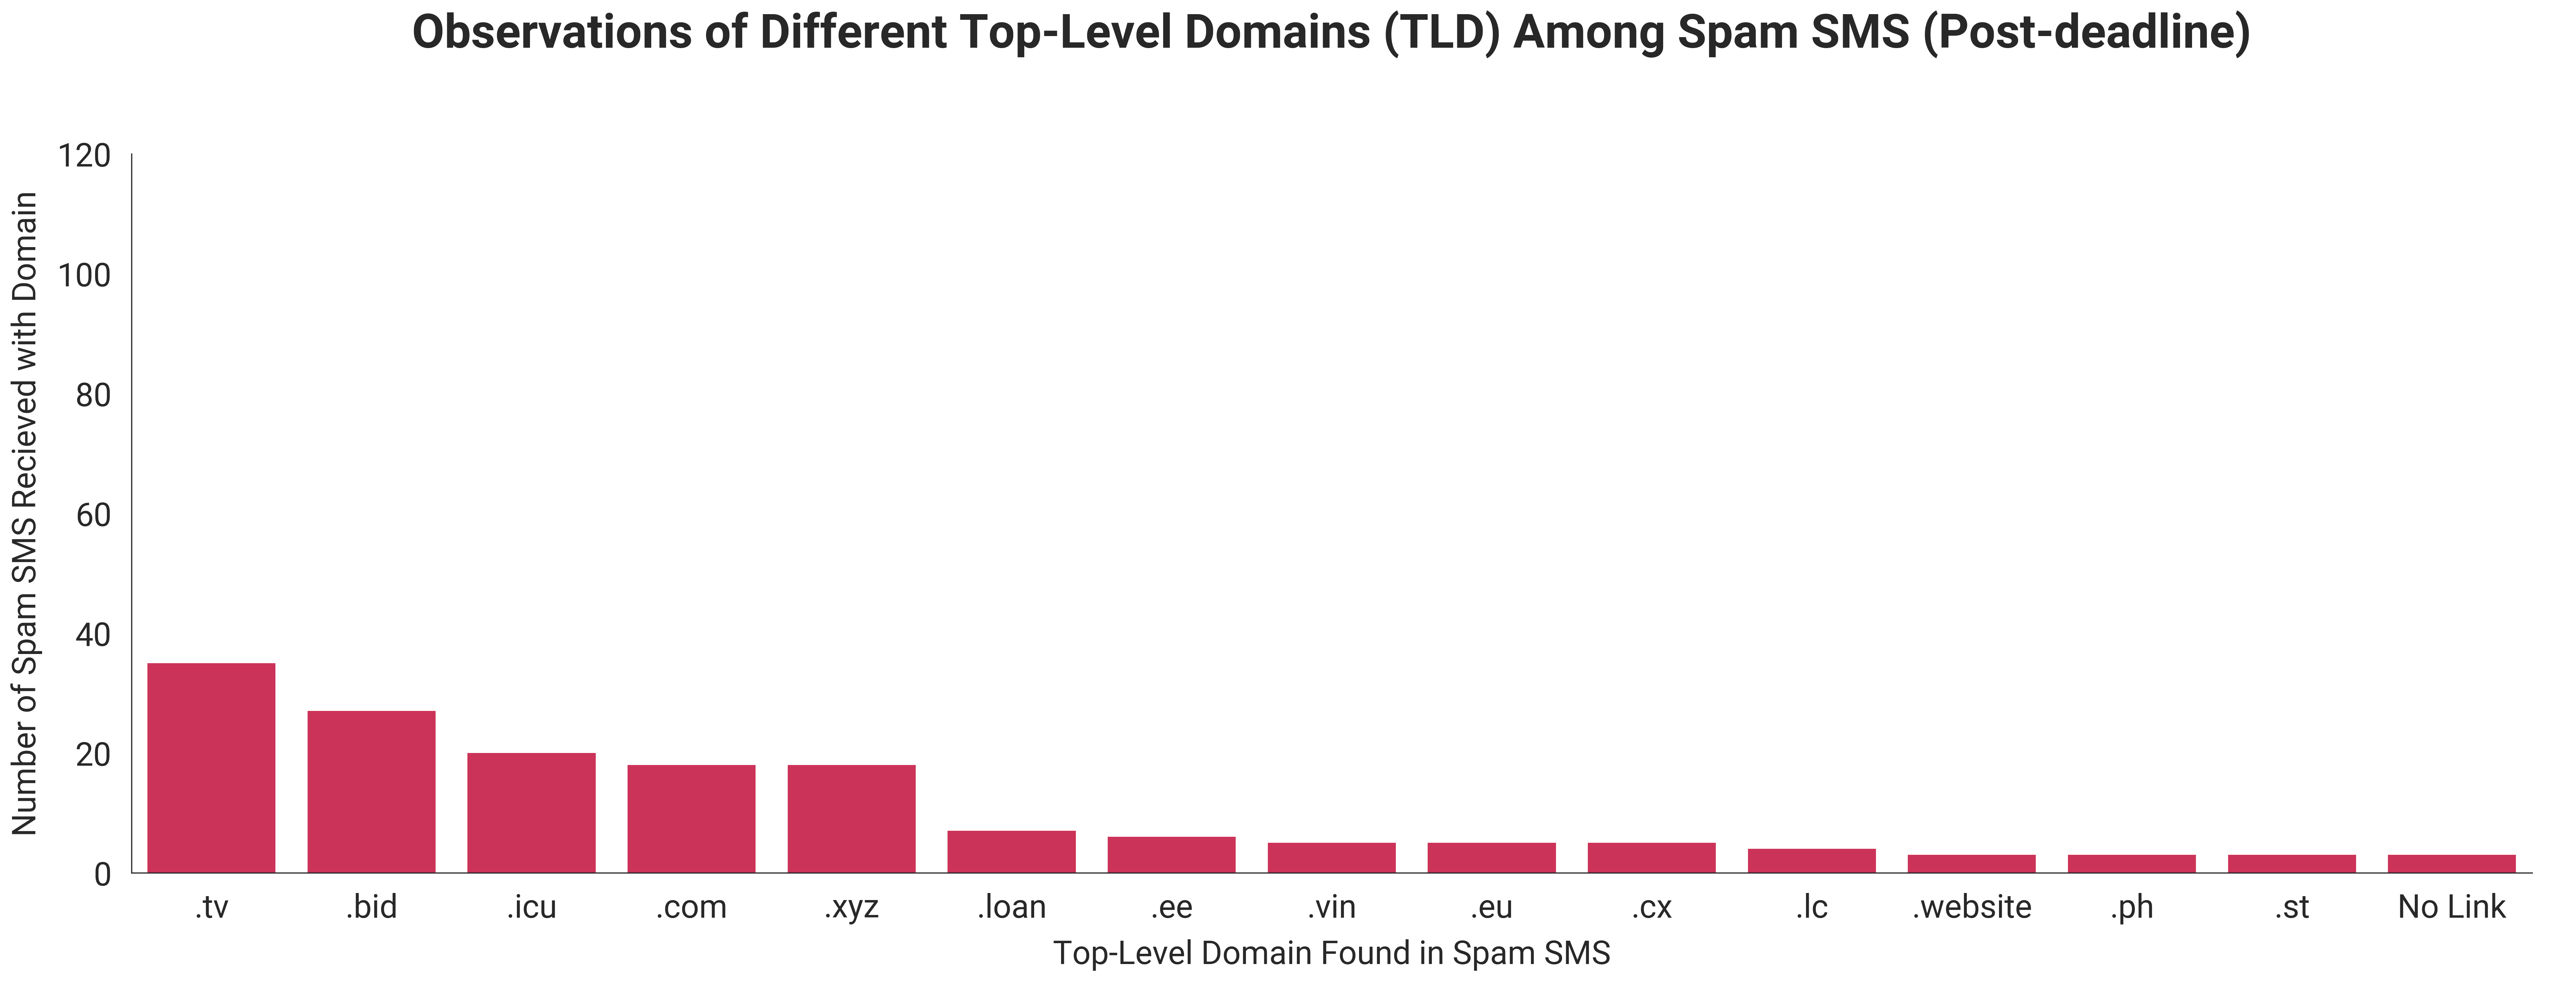 Observations of Different Top-Level Domains (TLD) Among Spam SMS (Post-deadline)
Number of Spam SMS Recieved with Domain
120
100
80
60
40
20
0
.tv .bid .icu .com .xyz .loan .ee .vin .eu .cx .lc .website .ph .st No Link
Top-Level Domain Found in Spam SMS